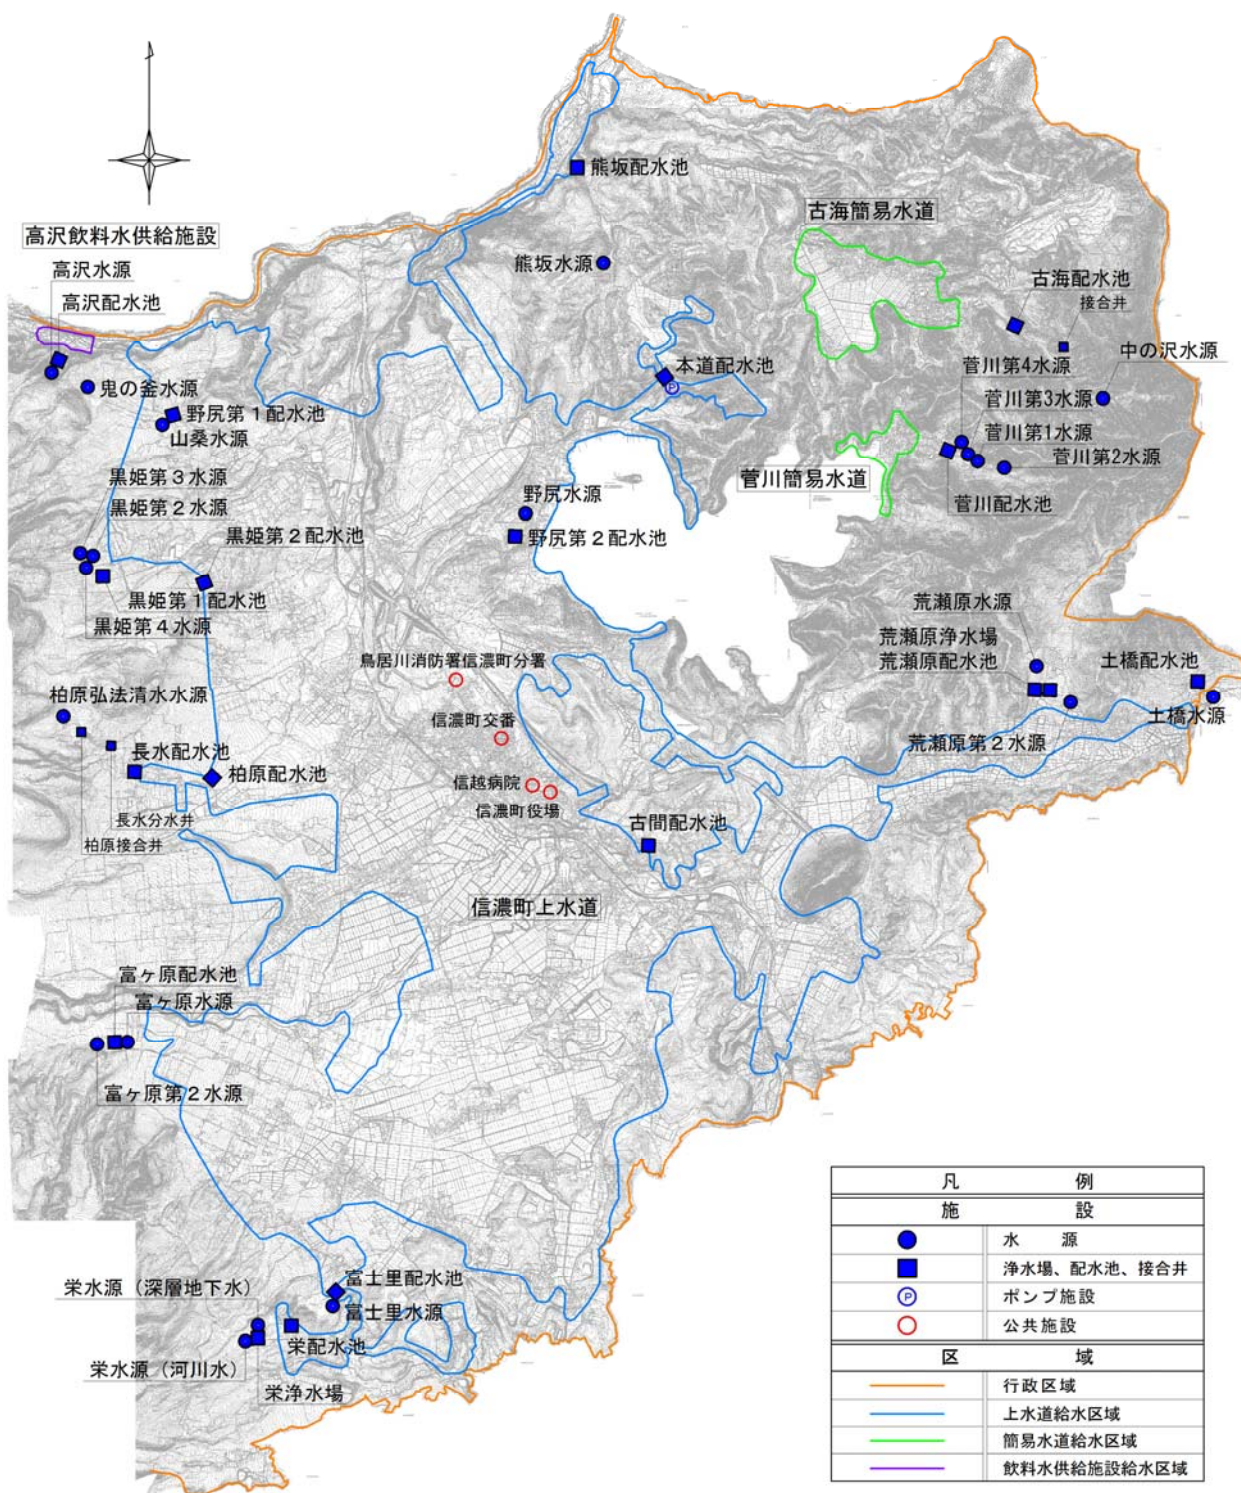 熊坂配水池
古海簡易水道
高沢飲料水供給施設
高沢水源
高沢配水池
熊坂水源
古海配水池
接合井
中の沢水源
本道配水池
P
菅川第4水源
菅川第3水源
菅川第1水源
菅川第2水源
鬼の釜水源
野尻第1配水池
山桑水源
黒姫第3水源
黒姫第2水源
菅川簡易水道
菅川配水池
野尻水源
野尻第2配水池
黒姫第2配水池
黒姫第1配水池
黒姫第4水源
荒瀬原水源
荒瀬原浄水場
荒瀬原配水池
土橋配水池
鳥居川消防署信濃町分署
柏原弘法清水水源
信濃町交番
土橋水源
荒瀬原第2水源
長水配水池
柏原配水池
信越病院
信濃町役場
長水分水井
古間配水池
柏原接合井
信濃町上水道
富ヶ原配水池
富ヶ原水源
富ヶ原第2水源
栄水源（深層地下水）
富士里配水池
富士里水源
栄配水池
栄水源（河川水）
栄浄水場
凡 例
施 設
水 源
浄水場、配水池、接合井
P ポンプ施設
公共施設
区 域
行政区域
上水道給水区域
簡易水道給水区域
飲料水供給施設給水区域